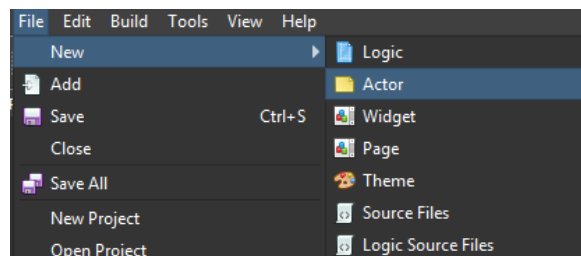 File Edit Build Tools View Help
New
Add
Save Ctrl+S
Close
Save All
New Project
Open Project
Logic
Actor
Widget
Page
Theme
Source Files
Logic Source Files